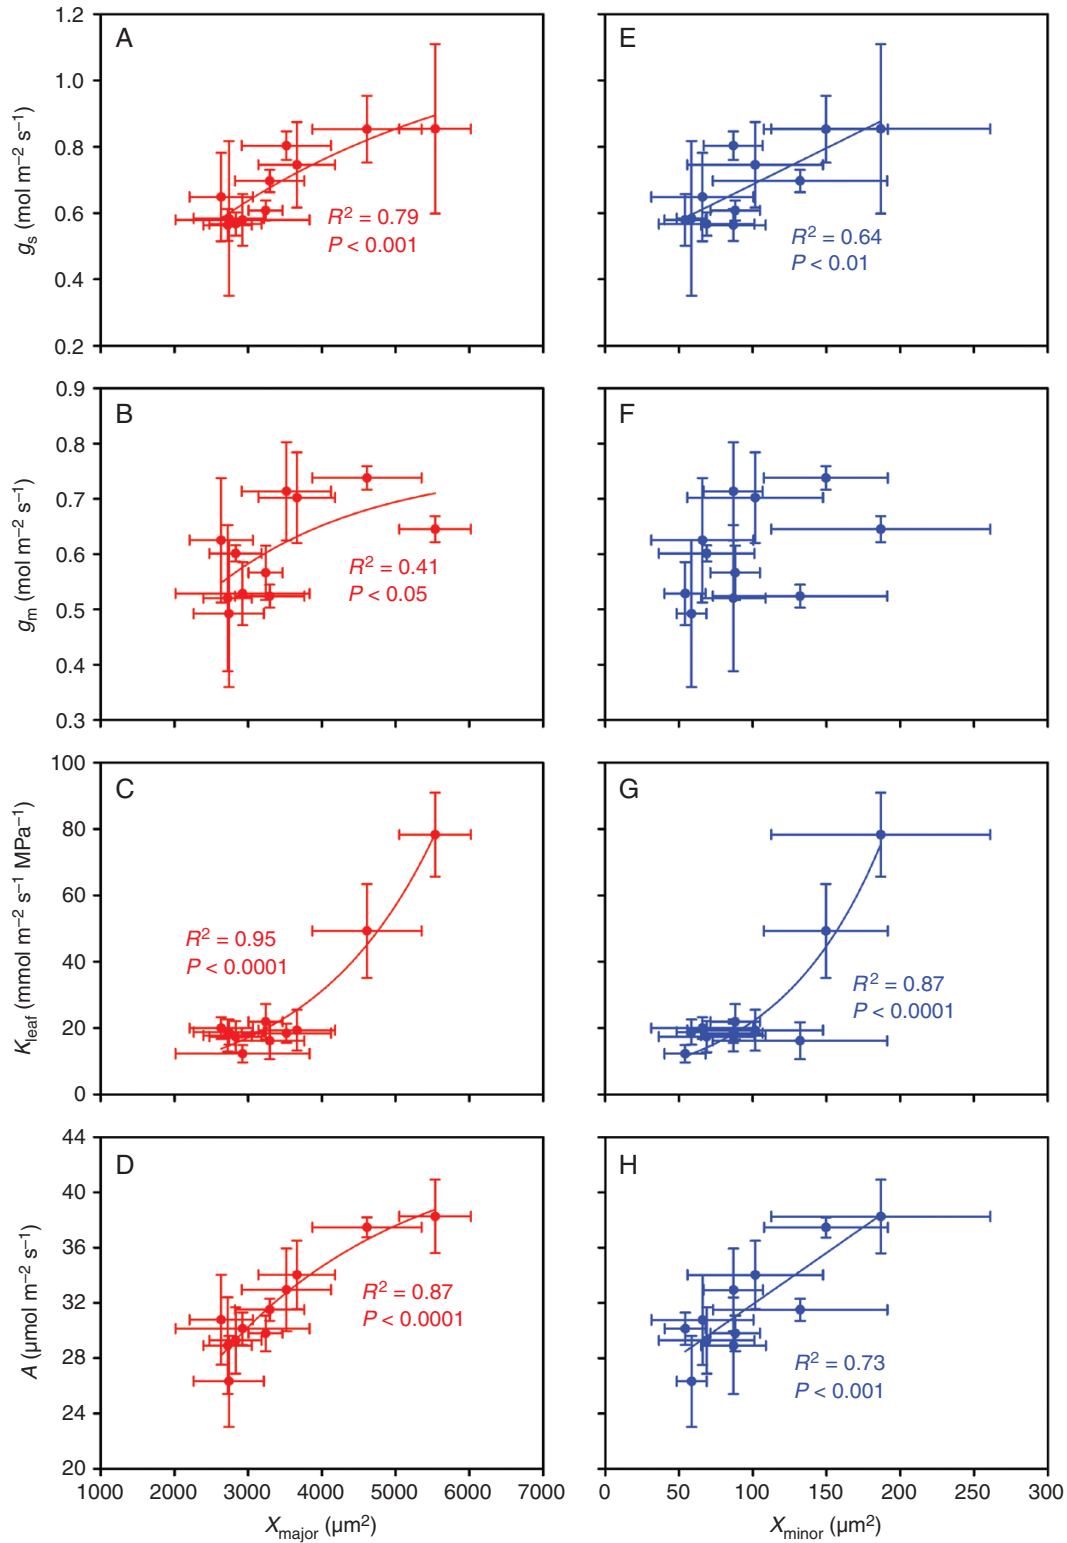 A
E
1.2
1.0
0.8
0.6
0.4
0.2
gs (mol m−2 s−1)
R2 = 0.79
P < 0.001
R2 = 0.64
P < 0.01
B
F
0.9
0.8
0.7
0.6
0.5
0.4
0.3
gm (mol m−2 s−1)
R2 = 0.41
P < 0.05
C
G
100
80
60
40
20
0
Kleaf (mmol m−2 s−1 MPa−1)
R2 = 0.95
P < 0.0001
R2 = 0.87
P < 0.0001
D
H
44
40
36
32
28
24
20
A (µmol m−2 s−1)
R2 = 0.87
P < 0.0001
R2 = 0.73
P < 0.001
1000 2000 3000 4000 5000 6000 7000
0 50 100 150 200 250 300
Xmajor (µm2)
Xminor (µm2)